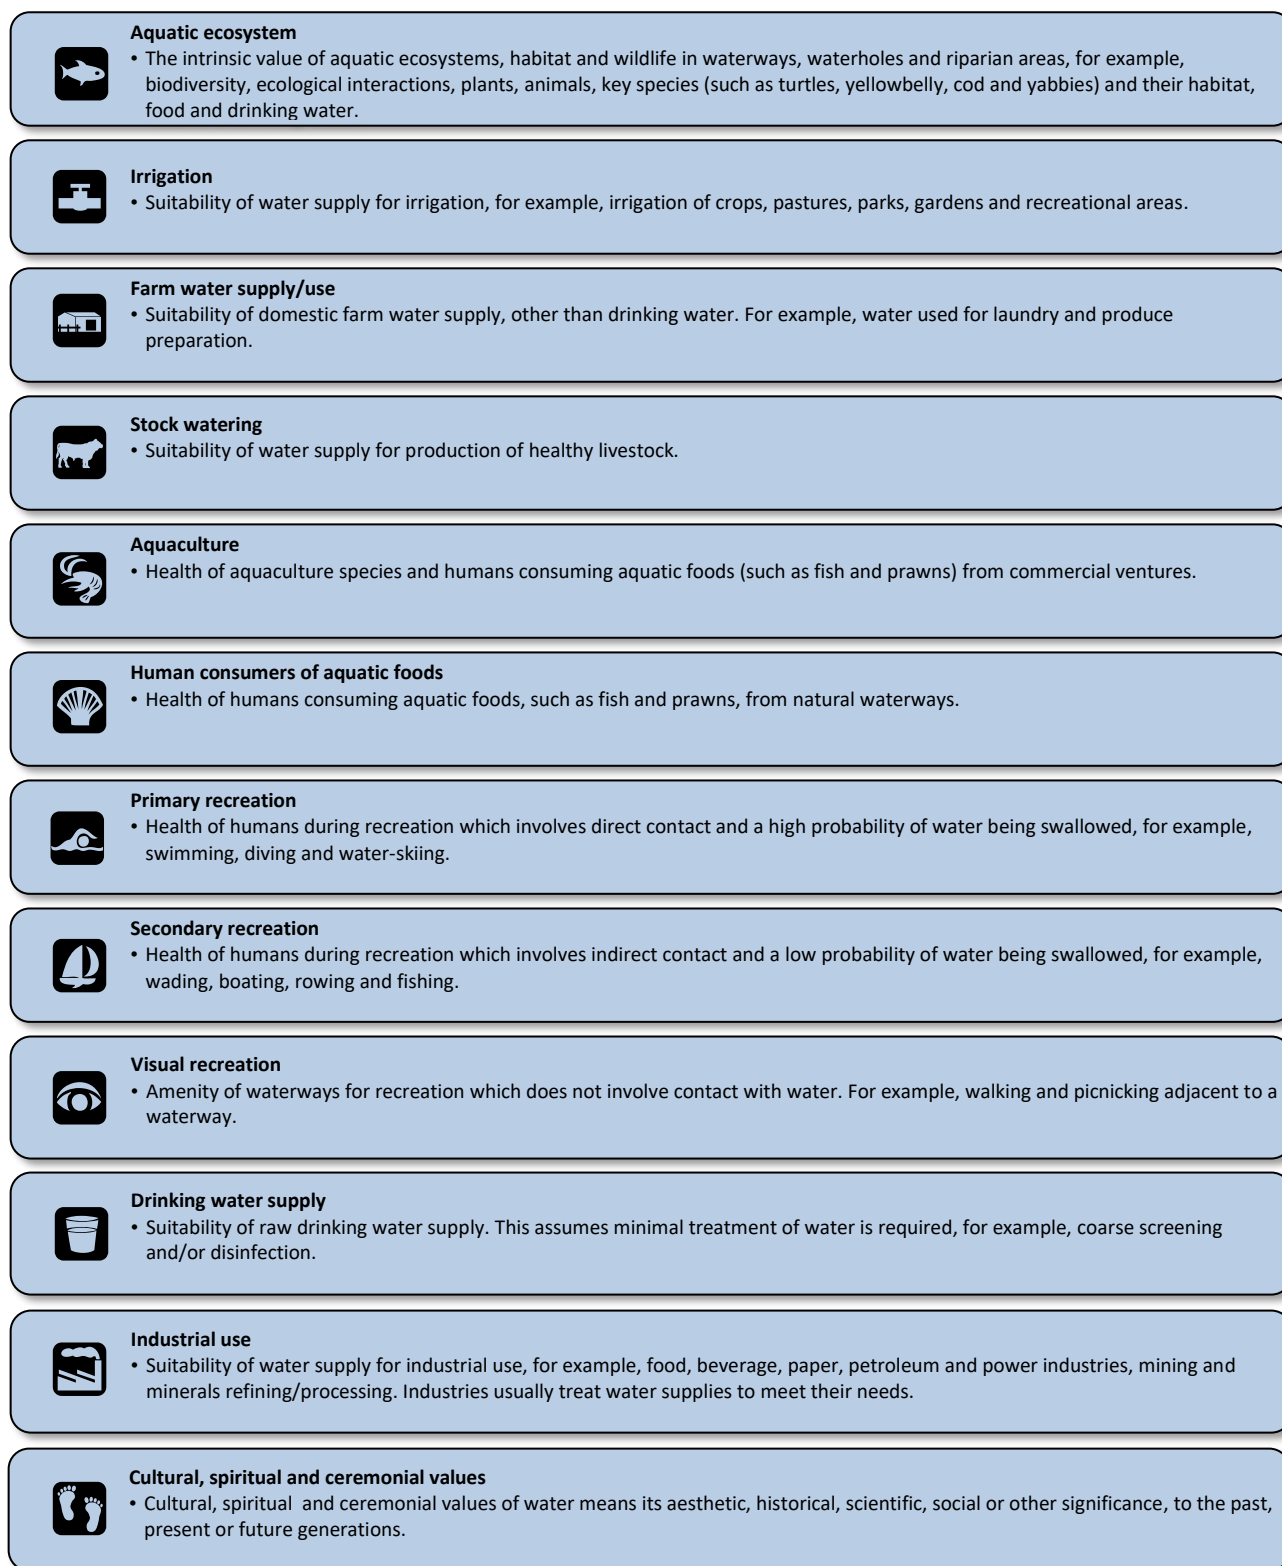 Aquatic ecosystem
• The intrinsic value of aquatic ecosystems, habitat and wildlife in waterways, waterholes and riparian areas, for example,
biodiversity, ecological interactions, plants, animals, key species (such as turtles, yellowbelly, cod and yabbies) and their habitat,
food and drinking water.
Irrigation
• Suitability of water supply for irrigation, for example, irrigation of crops, pastures, parks, gardens and recreational areas.
Farm water supply/use
• Suitability of domestic farm water supply, other than drinking water. For example, water used for laundry and produce
preparation.
Stock watering
• Suitability of water supply for production of healthy livestock.
Aquaculture
• Health of aquaculture species and humans consuming aquatic foods (such as fish and prawns) from commercial ventures.
Human consumers of aquatic foods
• Health of humans consuming aquatic foods, such as fish and prawns, from natural waterways.
Primary recreation
• Health of humans during recreation which involves direct contact and a high probability of water being swallowed, for example,
swimming, diving and water-skiing.
Secondary recreation
• Health of humans during recreation which involves indirect contact and a low probability of water being swallowed, for example,
wading, boating, rowing and fishing.
Visual recreation
• Amenity of waterways for recreation which does not involve contact with water. For example, walking and picnicking adjacent to a
waterway.
Drinking water supply
• Suitability of raw drinking water supply. This assumes minimal treatment of water is required, for example, coarse screening
and/or disinfection.
Industrial use
• Suitability of water supply for industrial use, for example, food, beverage, paper, petroleum and power industries, mining and
minerals refining/processing. Industries usually treat water supplies to meet their needs.
Cultural, spiritual and ceremonial values
• Cultural, spiritual and ceremonial values of water means its aesthetic, historical, scientific, social or other significance, to the past,
present or future generations.